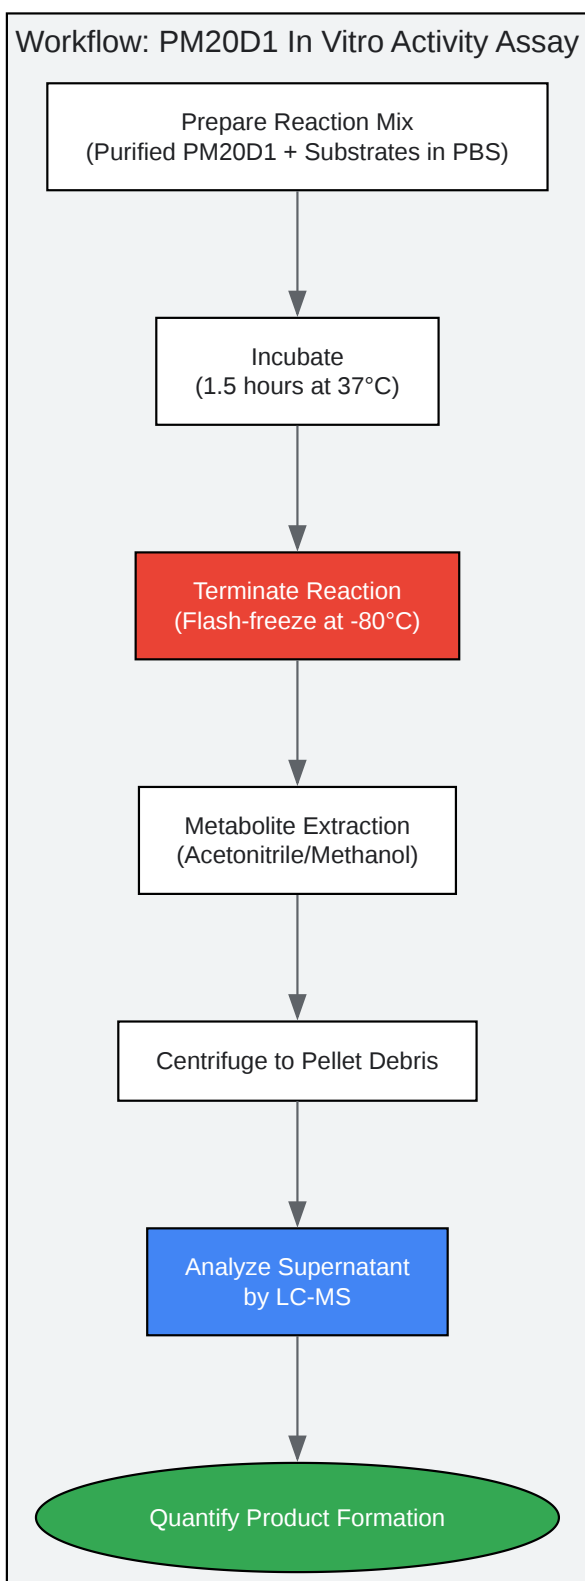 Workflow: PM20D1 In Vitro Activity Assay
Prepare Reaction Mix
(Purified PM20D1 + Substrates in PBS)
Incubate
(1.5 hours at 37°C)
Terminate Reaction
(Flash-freeze at -80°C)
Metabolite Extraction
(Acetonitrile/Methanol)
Centrifuge to Pellet Debris
Analyze Supernatant
by LC-MS
Quantify Product Formation